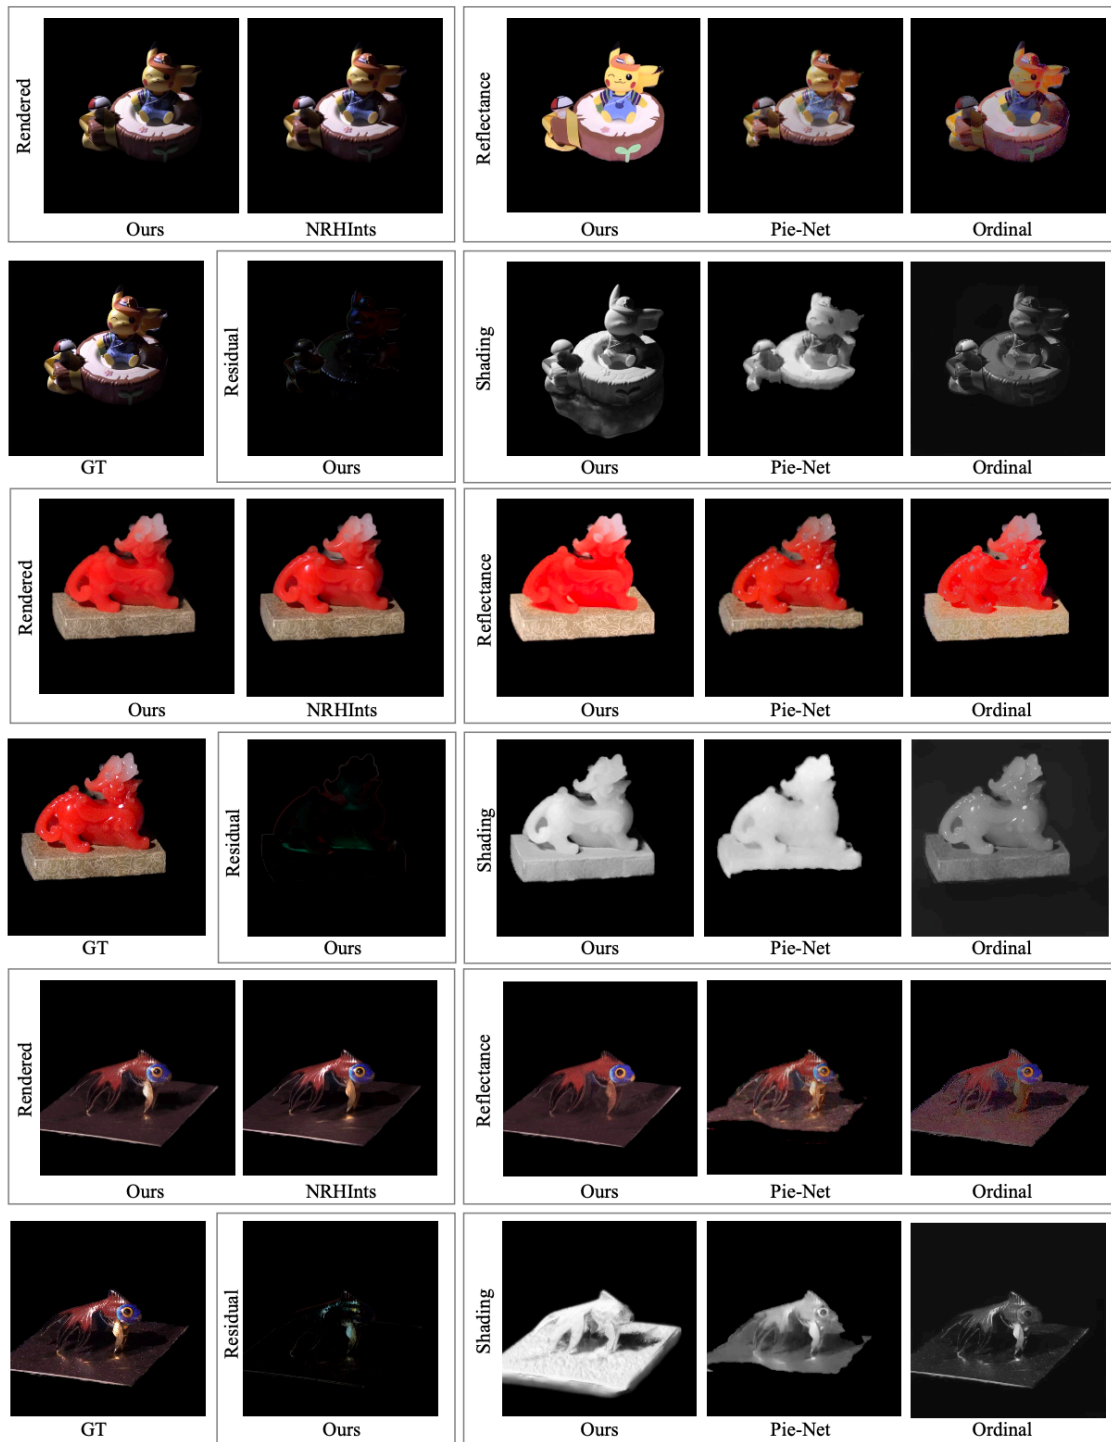 Rendered
Ours NRHInts
Reflectance
Ours Pie-Net Ordinal
GT
Residual
Ours
Shading
Ours Pie-Net Ordinal
Rendered
Ours NRHInts
Reflectance
Ours Pie-Net Ordinal
GT
Residual
Ours
Shading
Ours Pie-Net Ordinal
Rendered
Ours NRHInts
Reflectance
Ours Pie-Net Ordinal
GT
Residual
Ours
Shading
Ours Pie-Net Ordinal